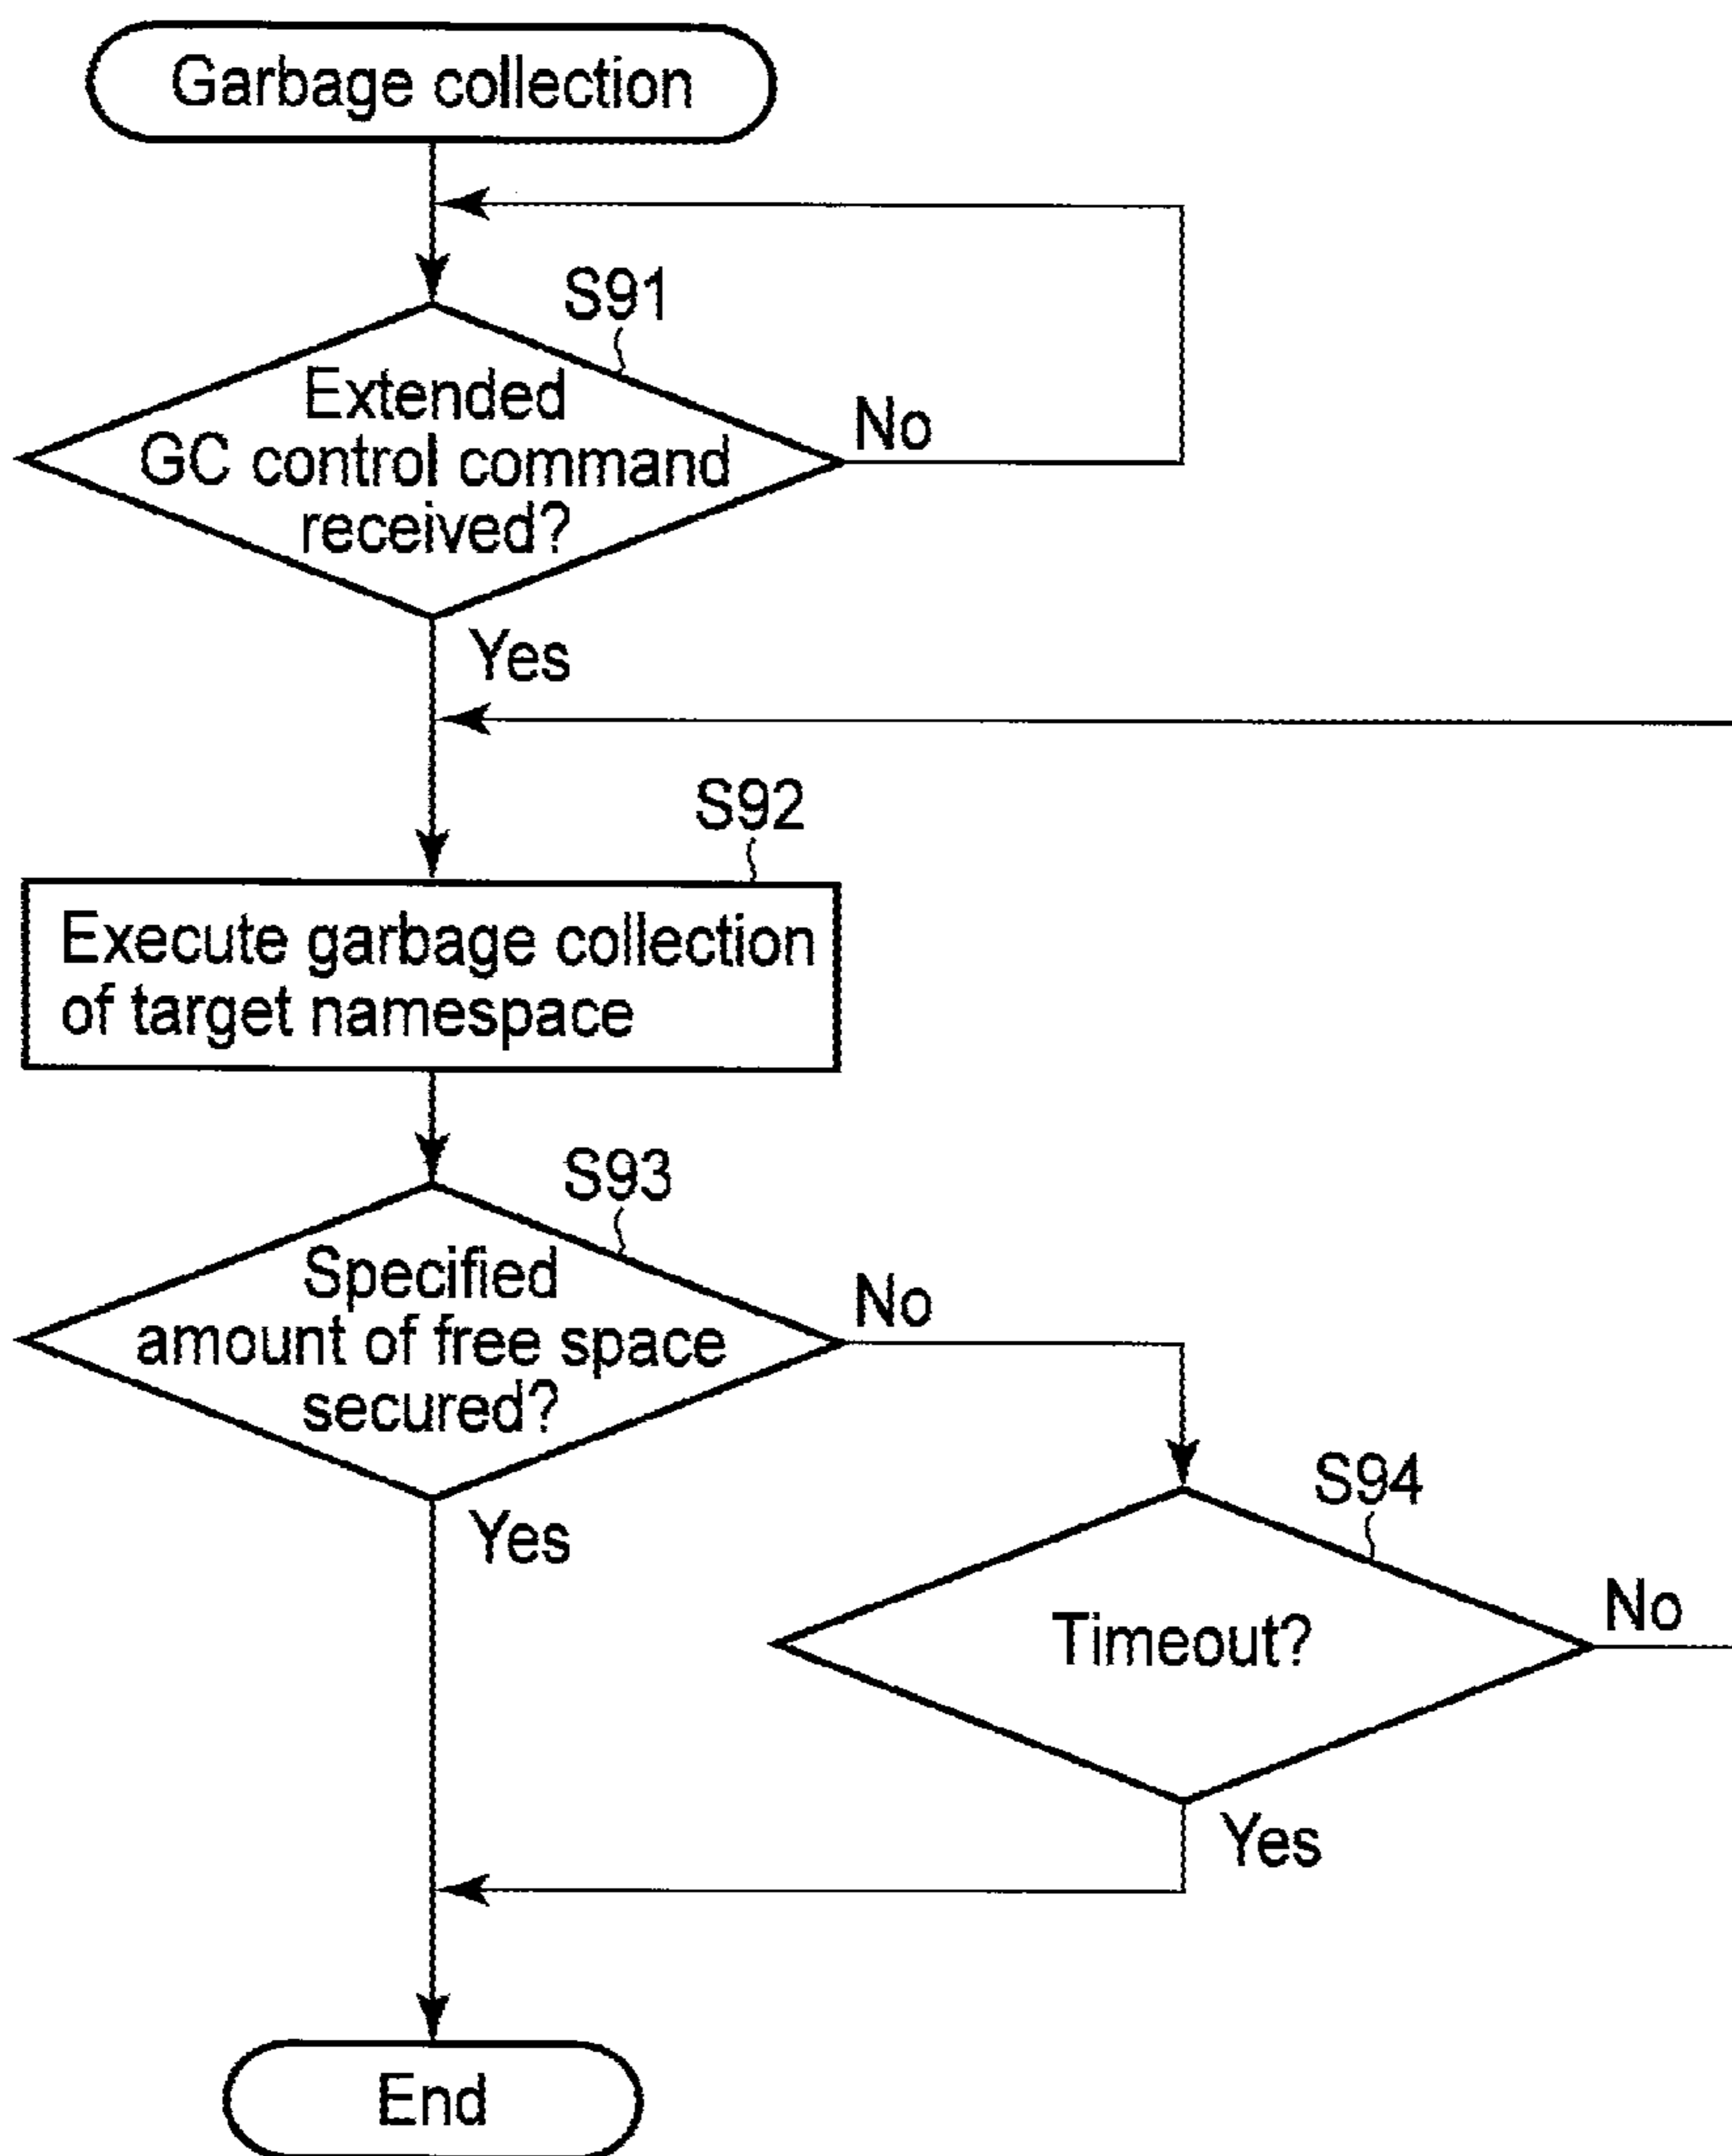 Garbage collection
S91
Extended
GC control command
received?
No
Yes
S92
Execute garbage collection
of target namespace
S93
Specified
amount of free space
secured?
No
Yes
S94
Timeout?
No
Yes
End